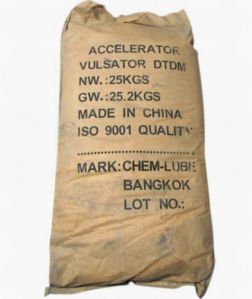 ACCELERATOR
VULSATOR DTDM
NW.:25KGS
GW.:25.2KGS
MADE IN CHINA
ISO 9001 QUALITY
MARK:CHEM-LUBE
BANGKOK
LOT NO.: